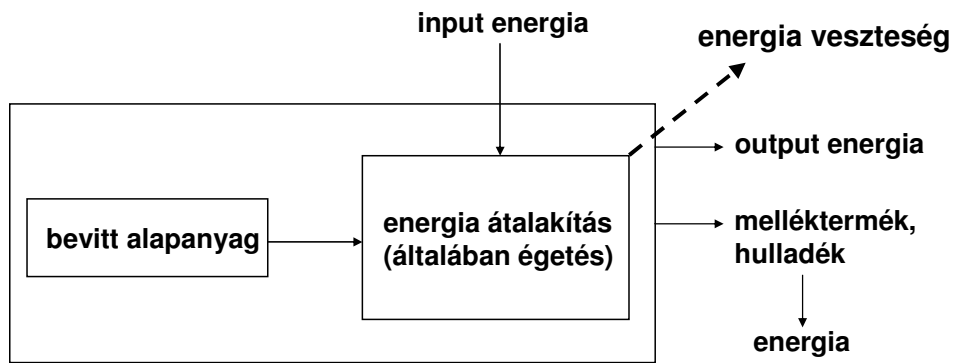 input energia
energia veszteség
output energia
bevitt alapanyag
energia átalakítás
(általában égetés)
melléktermék,
hulladék
energia